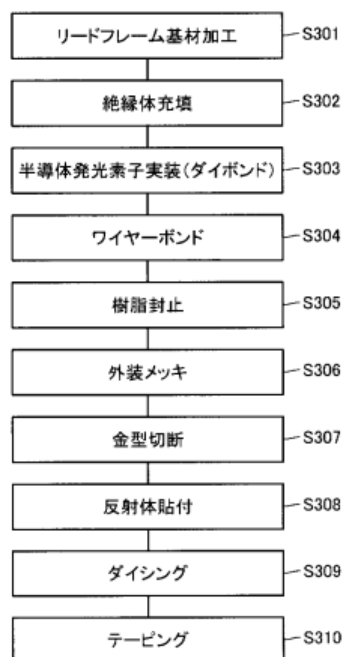 リードフレーム基材加工 S301
絶縁体充填 S302
半導体発光素子実装(ダイボンド) S303
ワイヤーボンド S304
樹脂封止 S305
外装メッキ S306
金型切断 S307
反射体貼付 S308
ダイシング S309
テーピング S310